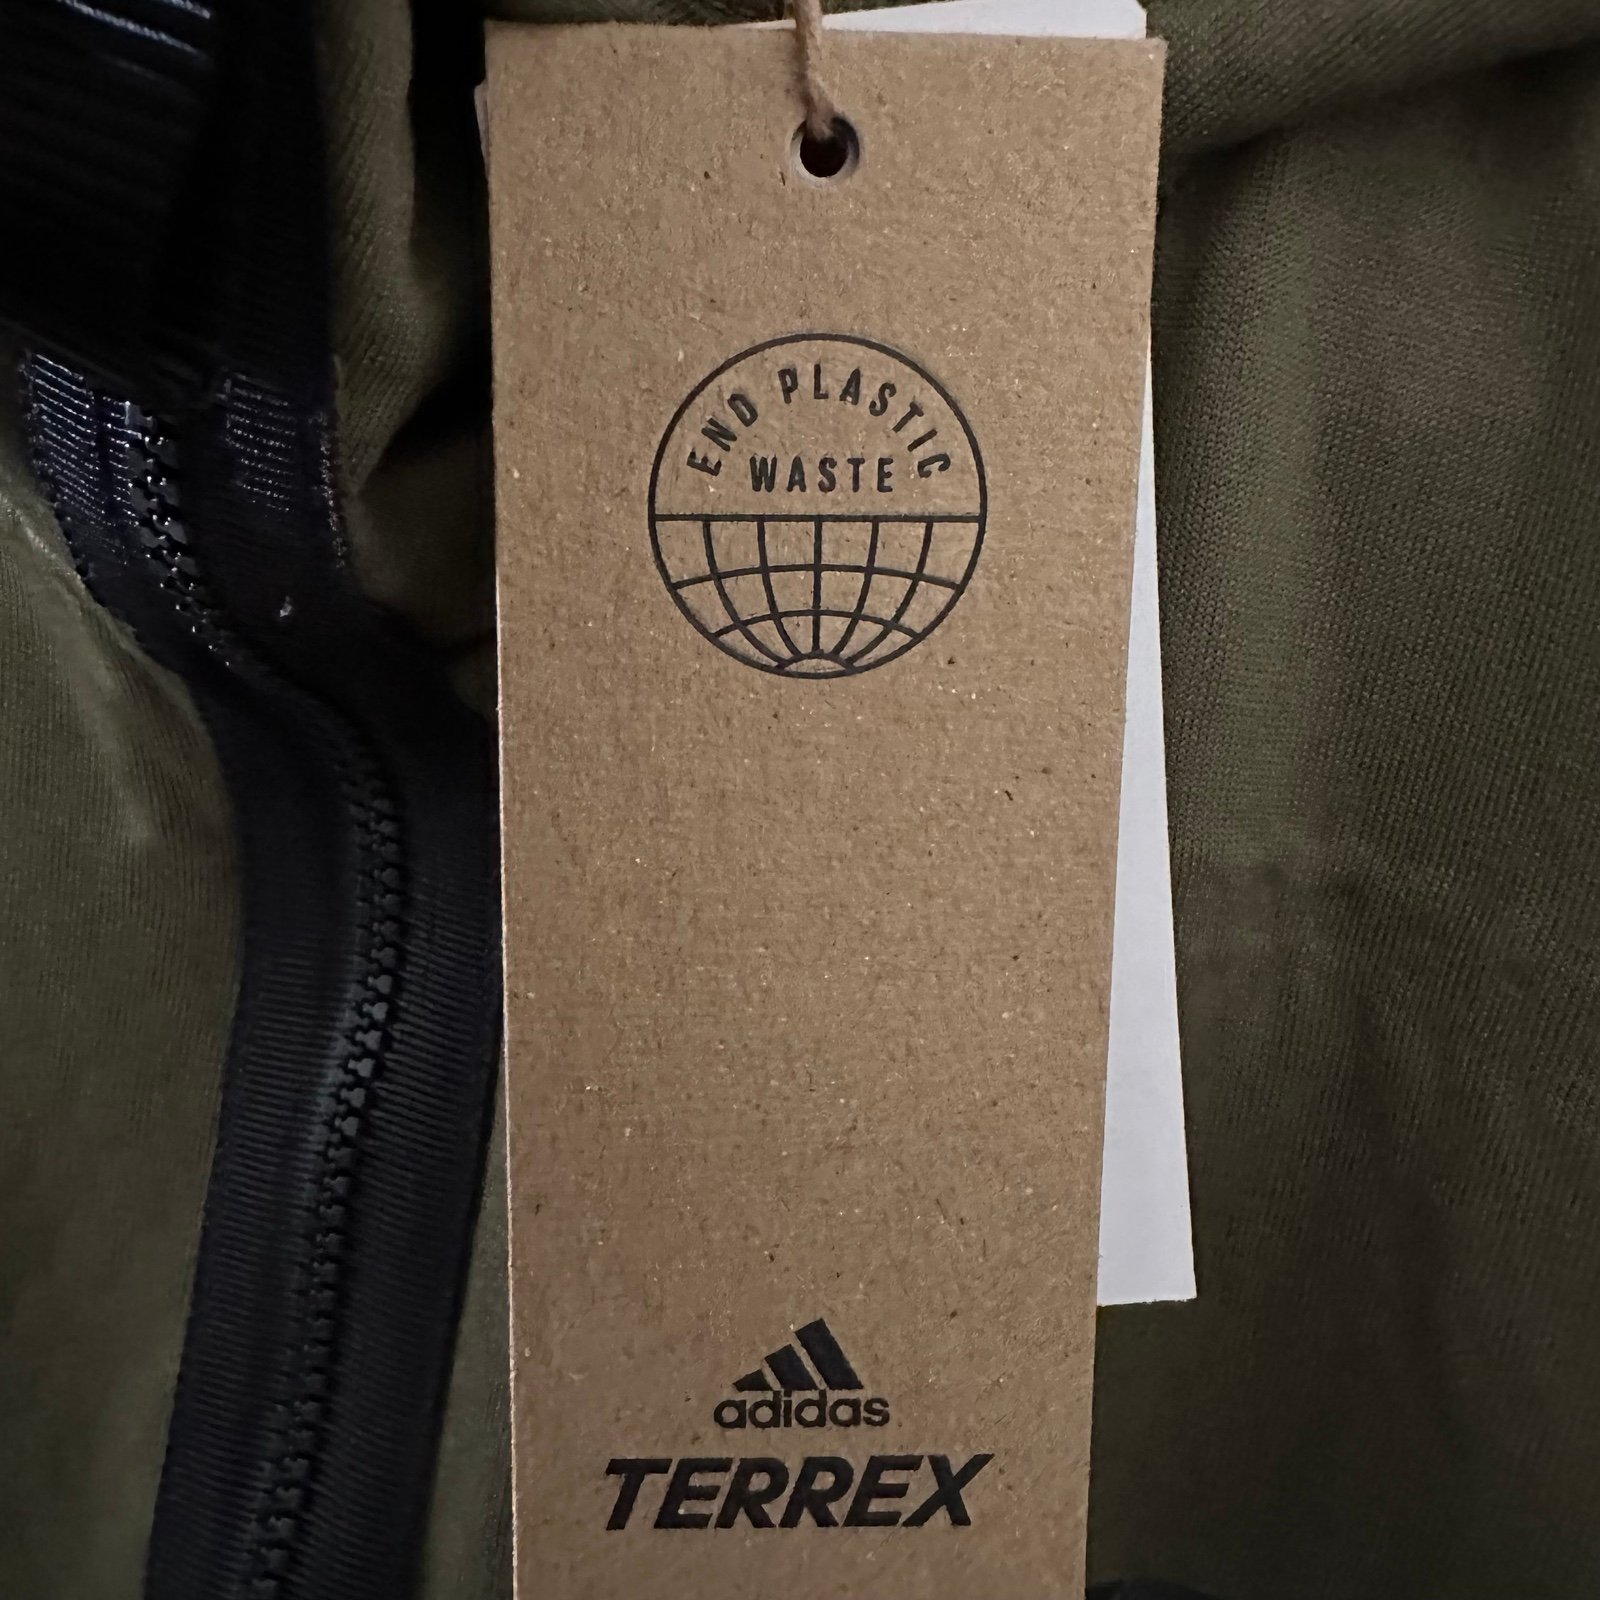 END PLASTIC
WASTE
adidas
TERREX